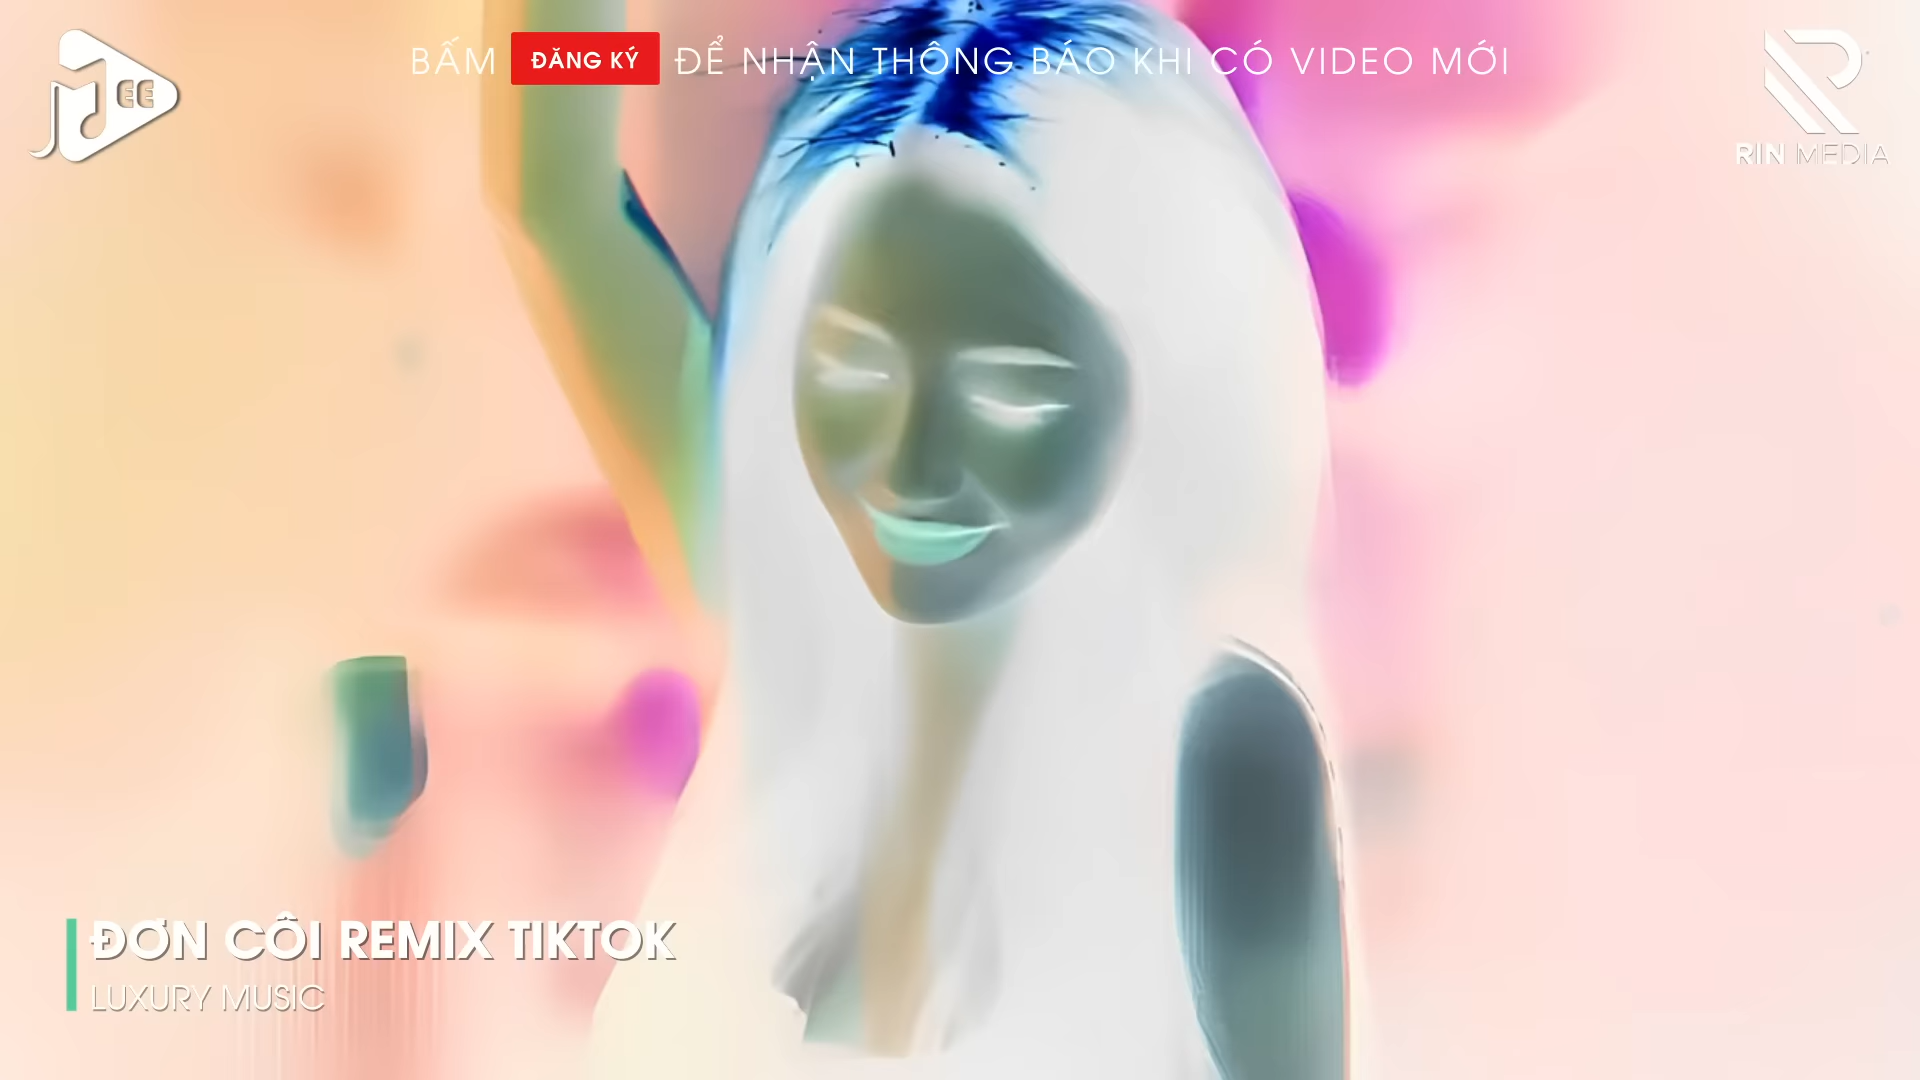 BẤM ĐĂNG KÝ ĐỂ NHẬN THÔNG BÁO KHI CÓ VIDEO MỚI
MEE
RIN MEDIA
ĐƠN CÔI REMIX TIKTOK
LUXURY MUSIC